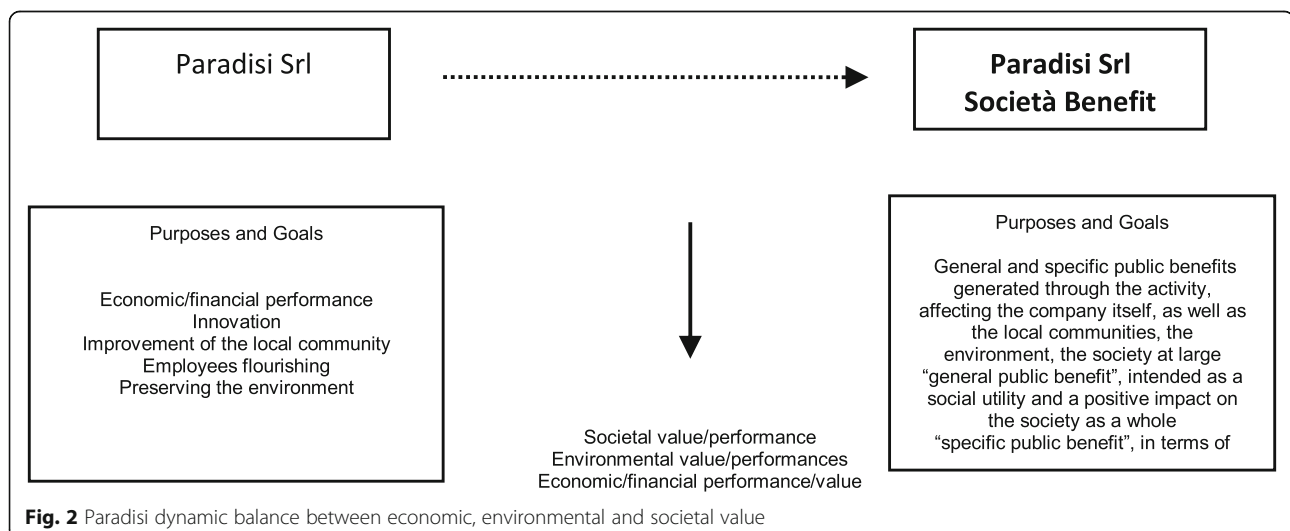 Paradisi Srl
Paradisi Srl
Società Benefit
Purposes and Goals
Economic/financial performance
Innovation
Improvement of the local community
Employees flourishing
Preserving the environment
Societal value/performance
Environmental value/performances
Economic/financial performance/value
Purposes and Goals
General and specific public benefits
generated through the activity,
affecting the company itself, as well as
the local communities, the
environment, the society at large
“general public benefit”, intended as a
social utility and a positive impact on
the society as a whole
“specific public benefit”, in terms of
Fig. 2 Paradisi dynamic balance between economic, environmental and societal value